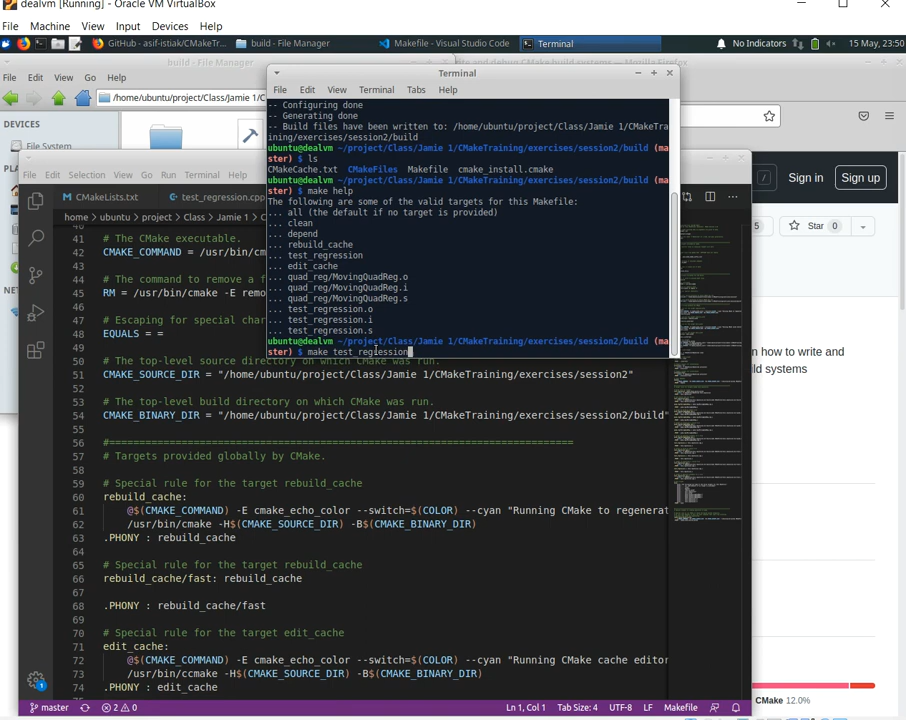 dealvm [Running] - Oracle VM VirtualBox
File Machine View Input Devices Help
GitHub - asif-istiak/CMakeTr... build - File Manager Makefile - Visual Studio Code Terminal No Indicators 15 May, 23:50
build - File Manager
File Edit View Go Help
/home/ubuntu/project/Class/Jamie 1/C
DEVICES
File System
Sign in Sign up
Star 0
n how to write and
ild systems
CMake 12.0%
Terminal
File Edit View Terminal Tabs Help
-- Configuring done
-- Generating done
-- Build files have been written to: /home/ubuntu/project/Class/Jamie 1/CMakeTra
ining/exercises/session2/build
ubuntu@dealvm ~/project/Class/Jamie 1/CMakeTraining/exercises/session2/build (ma
ster) $ ls
CMakeCache.txt CMakeFiles Makefile cmake_install.cmake
ubuntu@dealvm ~/project/Class/Jamie 1/CMakeTraining/exercises/session2/build (ma
ster) $ make help
The following are some of the valid targets for this Makefile:
... all (the default if no target is provided)
... clean
... depend
... rebuild_cache
... test_regression
... edit_cache
... quad_reg/MovingQuadReg.o
... quad_reg/MovingQuadReg.i
... quad_reg/MovingQuadReg.s
... test_regression.o
... test_regression.i
... test_regression.s
ubuntu@dealvm ~/project/Class/Jamie 1/CMakeTraining/exercises/session2/build (ma
ster) $ make test_regression
File Edit Selection View Go Run Terminal Help
CMakeLists.txt test_regression.cpp
home > ubuntu > project > Class > Jamie 1 > C
41 # The CMake executable.
42 CMAKE_COMMAND = /usr/bin/cm
43
44 # The command to remove a f
45 RM = /usr/bin/cmake -E remo
46
47 # Escaping for special char
48 EQUALS = =
49
50 # The top-level source directory on which CMake was run.
51 CMAKE_SOURCE_DIR = "/home/ubuntu/project/Class/Jamie 1/CMakeTraining/exercises/session2"
52
53 # The top-level build directory on which CMake was run.
54 CMAKE_BINARY_DIR = "/home/ubuntu/project/Class/Jamie 1/CMakeTraining/exercises/session2/build"
55
56 #=============================================================================
57 # Targets provided globally by CMake.
58
59 # Special rule for the target rebuild_cache
60 rebuild_cache:
61 @$(CMAKE_COMMAND) -E cmake_echo_color --switch=$(COLOR) --cyan "Running CMake to regenerat
62 /usr/bin/cmake -H$(CMAKE_SOURCE_DIR) -B$(CMAKE_BINARY_DIR)
63 .PHONY : rebuild_cache
64
65 # Special rule for the target rebuild_cache
66 rebuild_cache/fast: rebuild_cache
67
68 .PHONY : rebuild_cache/fast
69
70 # Special rule for the target edit_cache
71 edit_cache:
72 @$(CMAKE_COMMAND) -E cmake_echo_color --switch=$(COLOR) --cyan "Running CMake cache editor
73 /usr/bin/ccmake -H$(CMAKE_SOURCE_DIR) -B$(CMAKE_BINARY_DIR)
74 .PHONY : edit_cache
master 2 0 Ln 1, Col 1 Tab Size: 4 UTF-8 LF Makefile